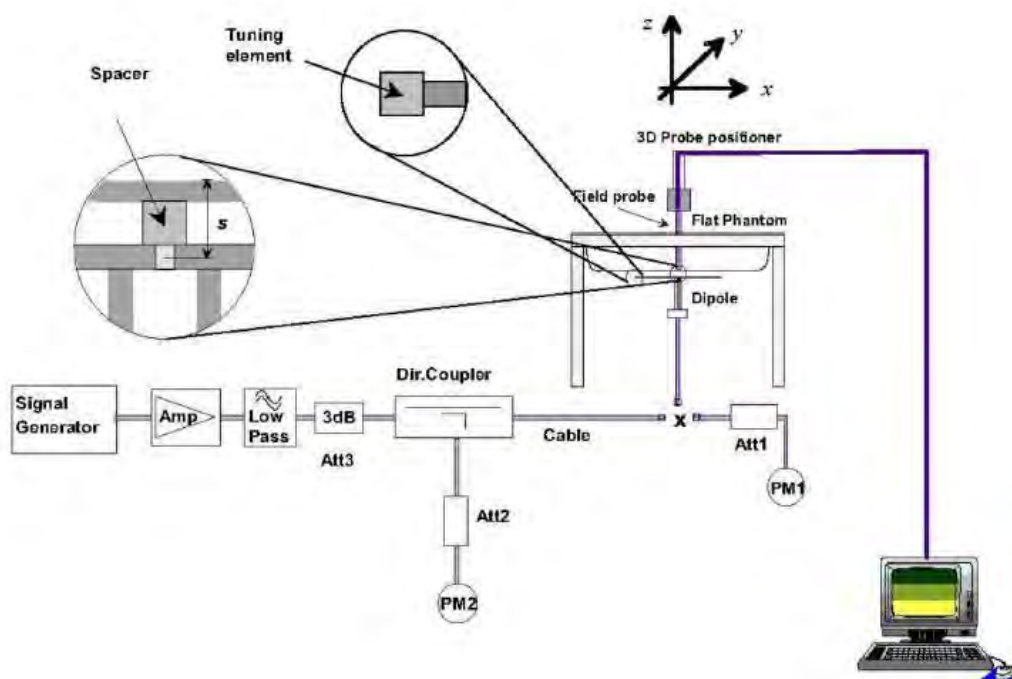 Tuning
element
Spacer
s
z
y
x
3D Probe positioner
Field probe
Flat Phantom
Dipole
Signal
Generator
Amp
Low
Pass
3dB
Att3
Dir.Coupler
Cable
x
Att1
PM1
Att2
PM2